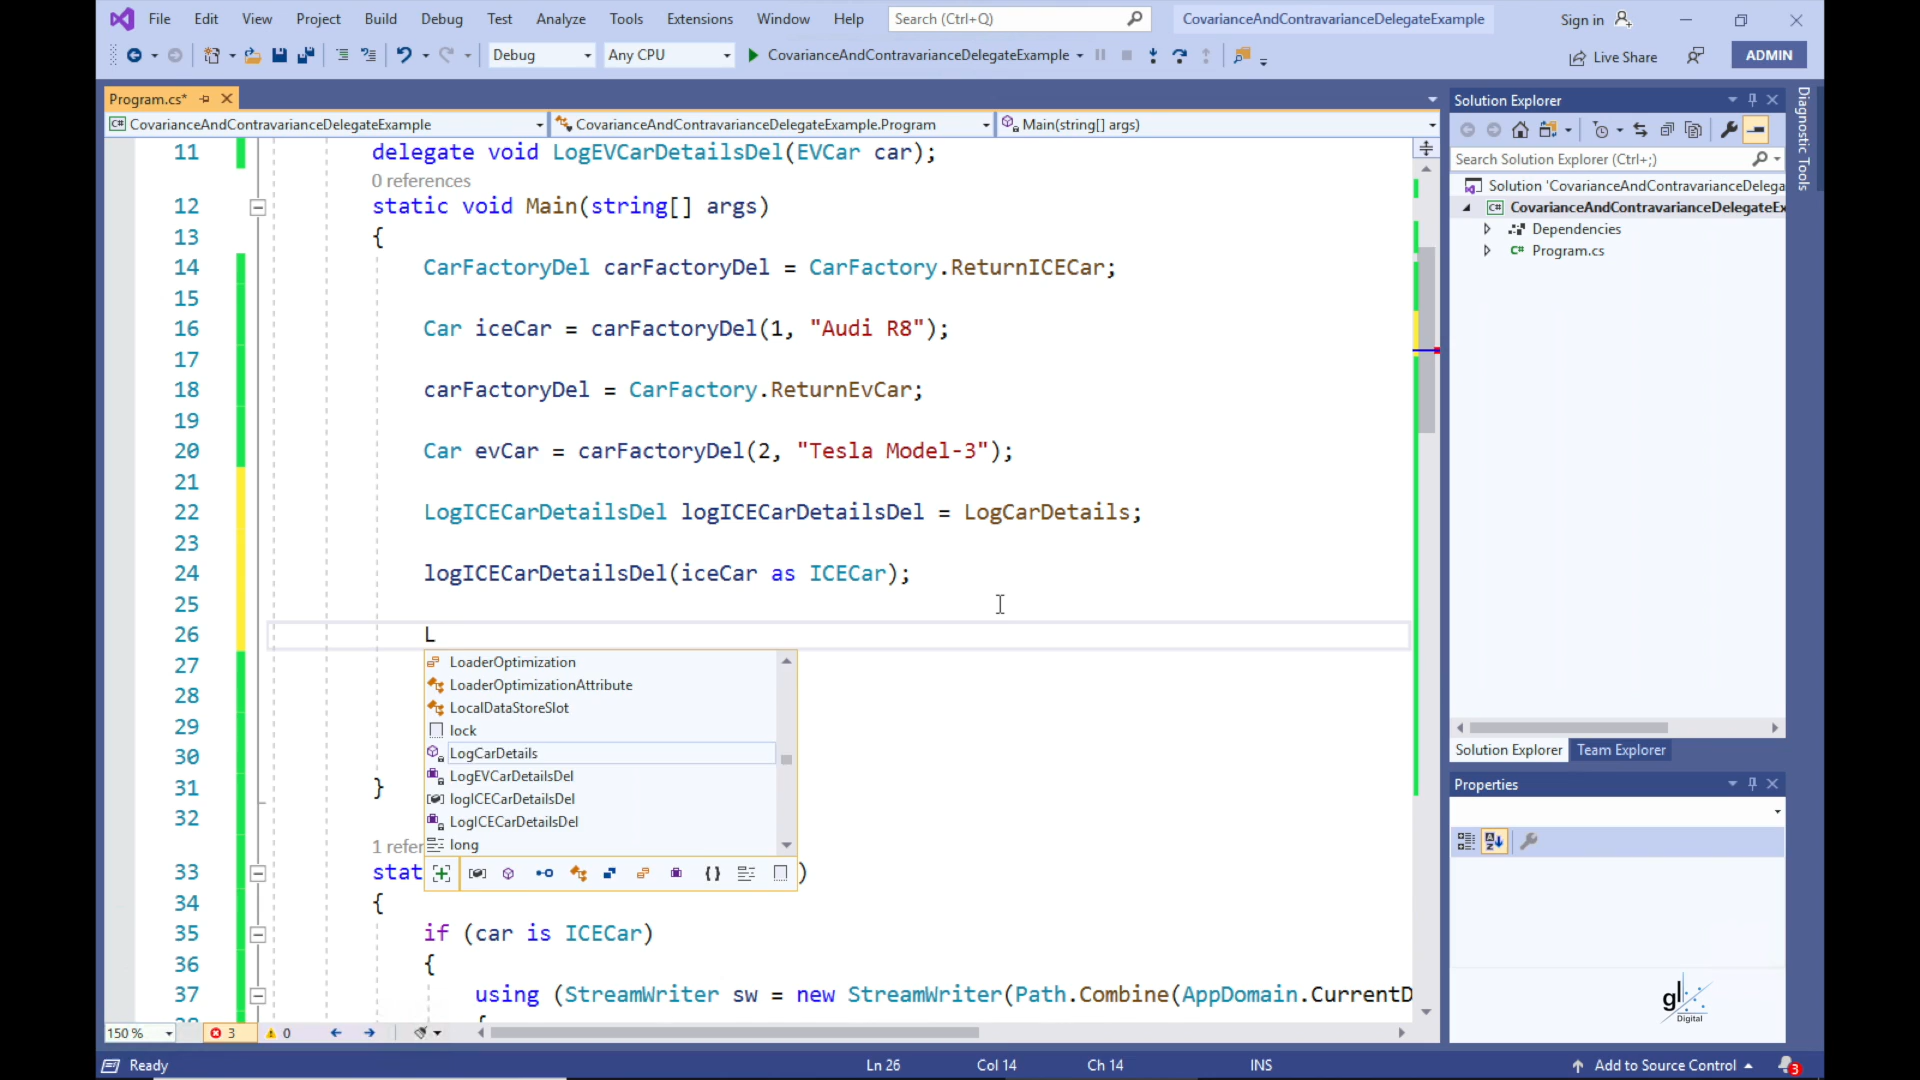 File Edit View Project Build Debug Test Analyze Tools Extensions Window Help Search (Ctrl+Q) CovarianceAndContravarianceDelegateExample Sign in
Debug Any CPU CovarianceAndContravarianceDelegateExample Live Share ADMIN
Program.cs*
CovarianceAndContravarianceDelegateExample CovarianceAndContravarianceDelegateExample.Program Main(string[] args)
11 delegate void LogEVCarDetailsDel(EVCar car);
0 references
12 static void Main(string[] args)
13 {
14 CarFactoryDel carFactoryDel = CarFactory.ReturnICECar;
15
16 Car iceCar = carFactoryDel(1, "Audi R8");
17
18 carFactoryDel = CarFactory.ReturnEvCar;
19
20 Car evCar = carFactoryDel(2, "Tesla Model-3");
21
22 LogICECarDetailsDel logICECarDetailsDel = LogCarDetails;
23
24 logICECarDetailsDel(iceCar as ICECar);
25
26 L
27
28
29
30
31 }
32
LoaderOptimization
LoaderOptimizationAttribute
LocalDataStoreSlot
lock
LogCarDetails
LogEVCarDetailsDel
logICECarDetailsDel
LogICECarDetailsDel
long
1 refer
33 stat )
34 {
35 if (car is ICECar)
36 {
37 using (StreamWriter sw = new StreamWriter(Path.Combine(AppDomain.CurrentD
150 % 3 0
Ready Ln 26 Col 14 Ch 14 INS Add to Source Control 3
Solution Explorer
Search Solution Explorer (Ctrl+;)
Solution 'CovarianceAndContravarianceDelega
CovarianceAndContravarianceDelegateEx
Dependencies
C# Program.cs
Solution Explorer Team Explorer
Properties
Diagnostic Tools
gl
Digital